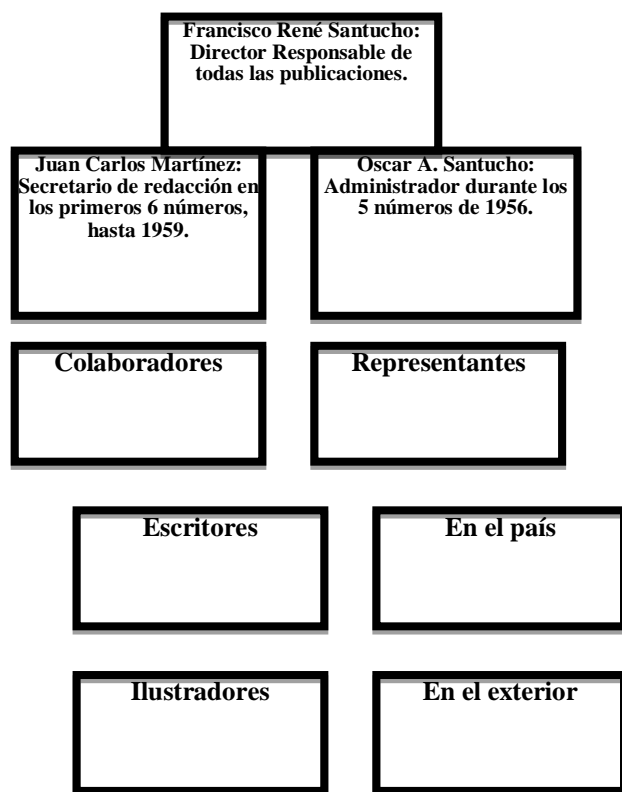 Francisco René Santucho:
Director Responsable de
todas las publicaciones.
Juan Carlos Martínez:
Secretario de redacción en
los primeros 6 números,
hasta 1959.
Oscar A. Santucho:
Administrador durante los
5 números de 1956.
Colaboradores
Representantes
Escritores
En el país
Ilustradores
En el exterior